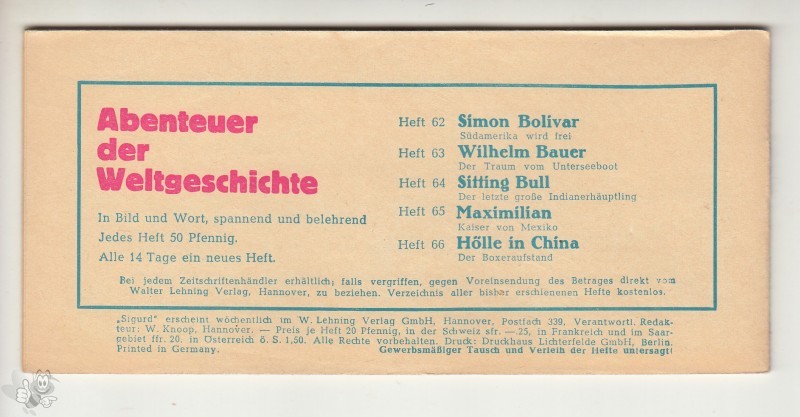 Abenteuer
der
Weltgeschichte
In Bild und Wort, spannend und belehrend
Jedes Heft 50 Pfennig.
Alle 14 Tage ein neues Heft.
Heft 62 Simon Bolivar
Südamerika wird frei
Heft 63 Wilhelm Bauer
Der Traum vom Unterseeboot
Heft 64 Sitting Bull
Der letzte große Indianerhäuptling
Heft 65 Maximilian
Kaiser von Mexiko
Heft 66 Hölle in China
Der Boxeraufstand
Bei jedem Zeitschriftenhändler erhältlich; falls vergriffen, gegen Voreinsendung des Betrages direkt vom
Walter Lehning Verlag, Hannover, zu beziehen. Verzeichnis aller bisher erschienenen Hefte kostenlos.
„Sigurd" erscheint wöchentlich im W. Lehning Verlag GmbH, Hannover, Postfach 339. Verantwortl. Redak-
teur: W. Knoop, Hannover. — Preis je Heft 20 Pfennig, in der Schweiz sfr. —.25, in Frankreich und im Saar-
gebiet ffr. 20. in Österreich ö. S. 1,50. Alle Rechte vorbehalten. Druck: Druckhaus Lichterfelde GmbH, Berlin.
Printed in Germany. Gewerbsmäßiger Tausch und Verleih der Hefte untersagt!